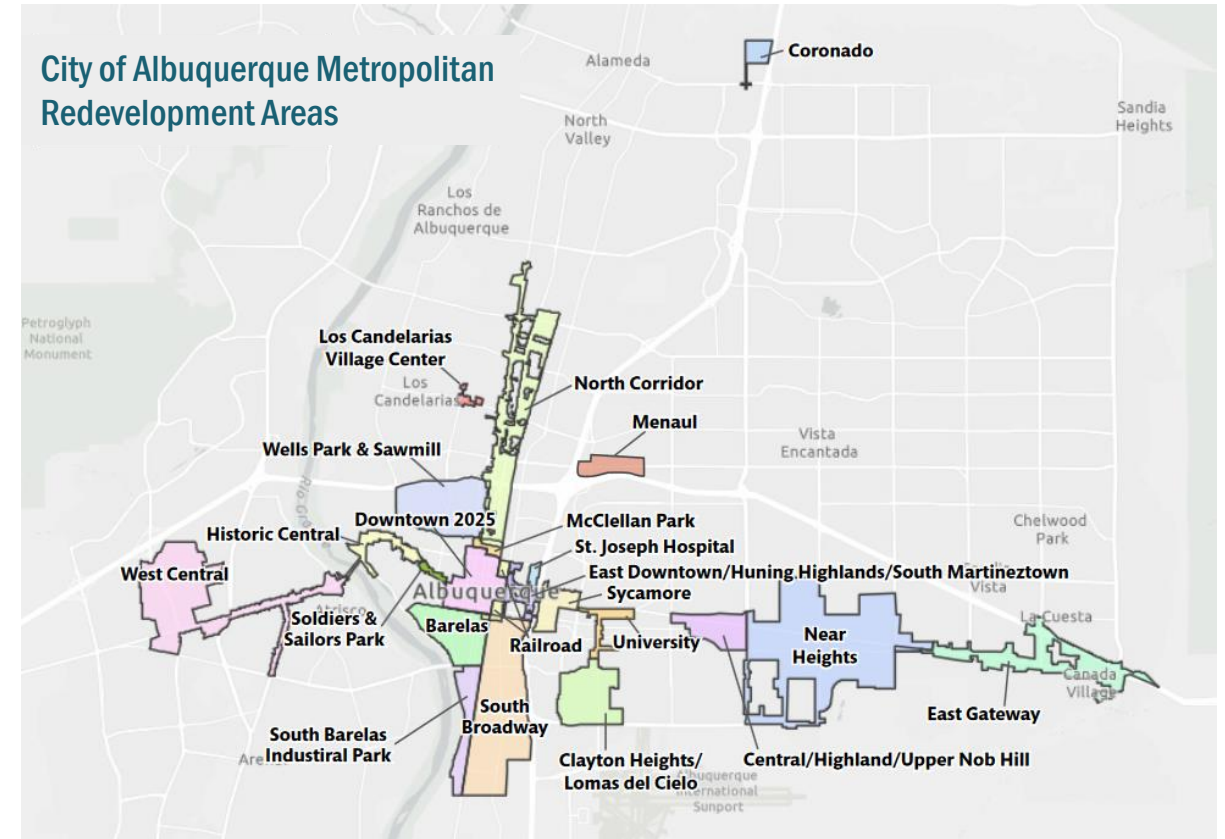 City of Albuquerque Metropolitan
Redevelopment Areas
Coronado
Alameda
North
Valley
Sandia
Heights
Los
Ranchos de
Albuquerque
Petroglyph
National
Monument
Los Candelarias
Village Center
Los
Candelarias
North Corridor
Menaul
Vista
Encantada
Wells Park & Sawmill
Downtown 2025
McClellan Park
Chelwood
Park
Historic Central
St. Joseph Hospital
West Central
East Downtown/Huning Highlands/South Martineztown
Vista
Albuquerque
Sycamore
Atrisco
Soldiers &
Sailors Park
Barelas
Railroad
University
La Cuesta
Near
Heights
Canada
Village
South
Broadway
East Gateway
South Barelas
Industiral Park
Clayton Heights/
Lomas del Cielo
Central/Highland/Upper Nob Hill
International
Sunport